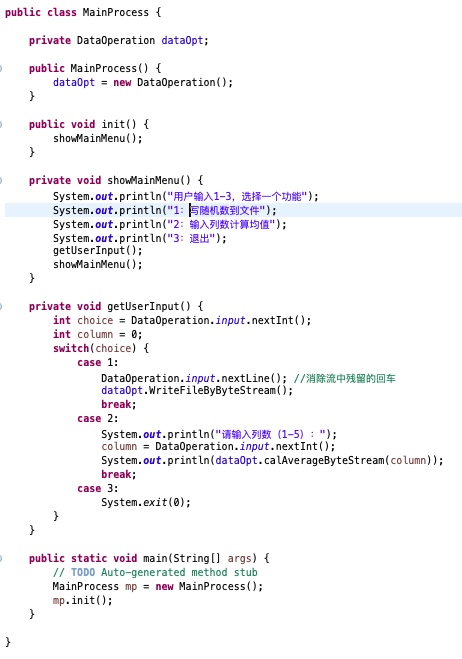 public class MainProcess {
private DataOperation dataOpt;
public MainProcess() {
dataOpt = new DataOperation();
}
public void init() {
showMainMenu();
}
private void showMainMenu() {
System.out.println("用户输入1-3，选择一个功能");
System.out.println("1：写随机数到文件");
System.out.println("2：输入列数计算均值");
System.out.println("3：退出");
getUserInput();
showMainMenu();
}
private void getUserInput() {
int choice = DataOperation.input.nextInt();
int column = 0;
switch(choice) {
case 1:
DataOperation.input.nextLine(); //消除流中残留的回车
dataOpt.WriteFileByByteStream();
break;
case 2:
System.out.println("请输入列数（1-5）：");
column = DataOperation.input.nextInt();
System.out.println(dataOpt.calAverageByteStream(column));
break;
case 3:
System.exit(0);
}
}
public static void main(String[] args) {
// TODO Auto-generated method stub
MainProcess mp = new MainProcess();
mp.init();
}
}